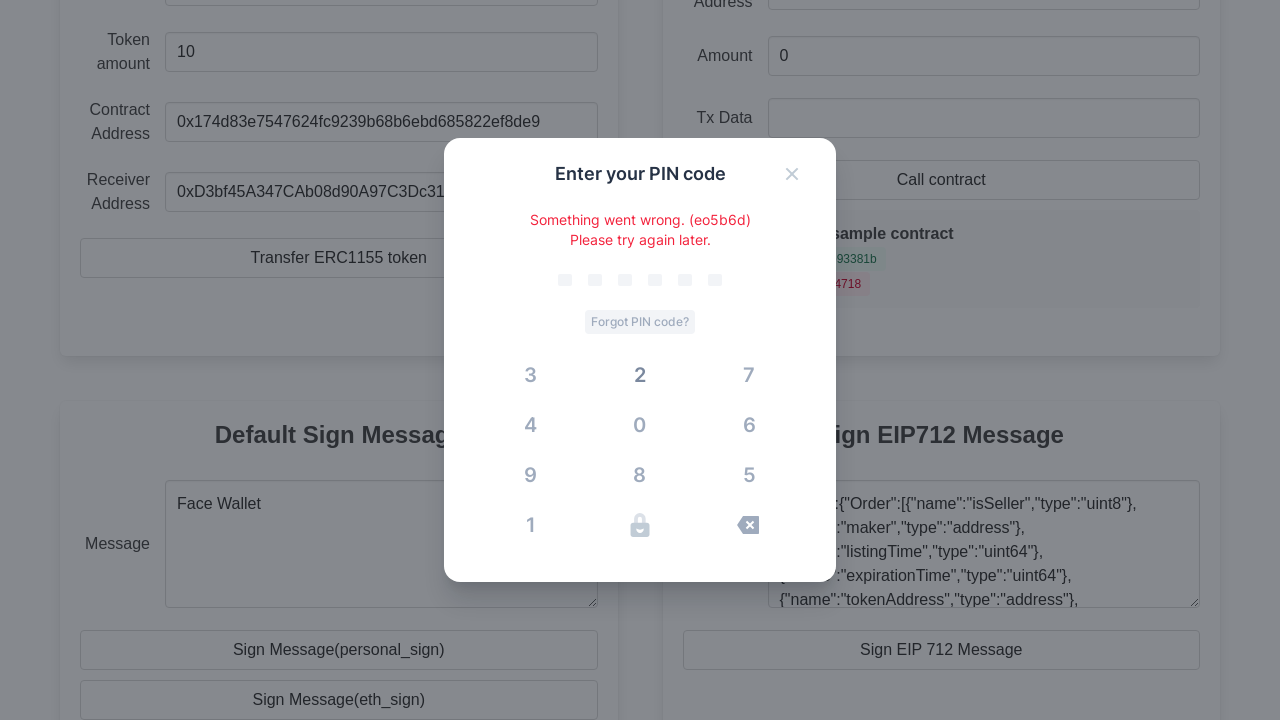 Address
Token
amount
10
Amount
0
Contract
Address
0x174d83e7547624fc9239b68b6ebd685822ef8de9
Tx Data
Receiver
Address
0xD3bf45A347CAb08d90A97C3Dc31
Call contract
Transfer ERC1155 token
sample contract
93381b
4718
Enter your PIN code
Something went wrong. (eo5b6d)
Please try again later.
Forgot PIN code?
3 2 7
4 0 6
9 8 5
1
Default Sign Messag
ign EIP712 Message
Message
Face Wallet
:{"Order":[{"name":"isSeller","type":"uint8"},
:"maker","type":"address"},
:"listingTime","type":"uint64"},
:"expirationTime","type":"uint64"},
{"name":"tokenAddress","type":"address"},
Sign Message(personal_sign)
Sign EIP 712 Message
Sign Message(eth_sign)